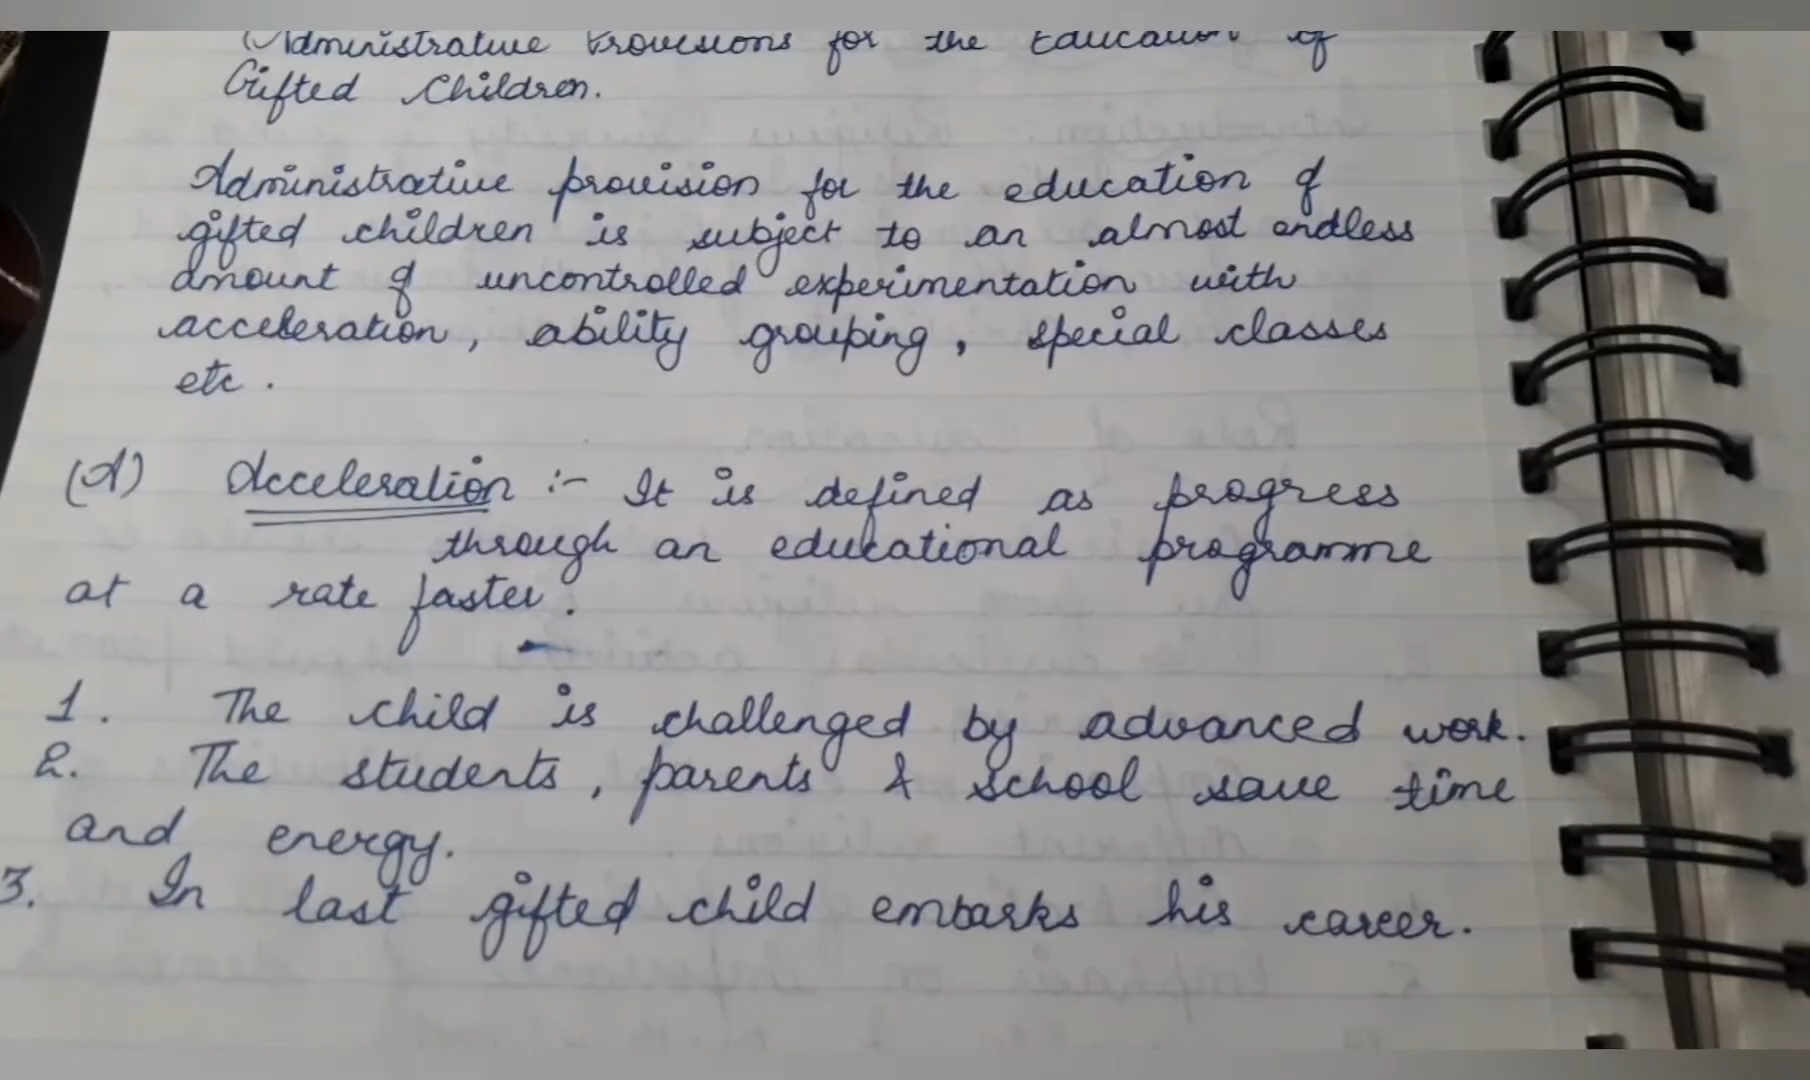 (Administrative Provisions for the Education of
Gifted Children.
Administrative provision for the education of
gifted children is subject to an almost endless
amount of uncontrolled experimentation with
acceleration, ability grouping, special classes
etc.
(A) Acceleration :- It is defined as progress
through an educational programme
at a rate faster.
1. The child is challenged by advanced work.
2. The students, parents & school save time
and energy.
3. In last gifted child embarks his career.